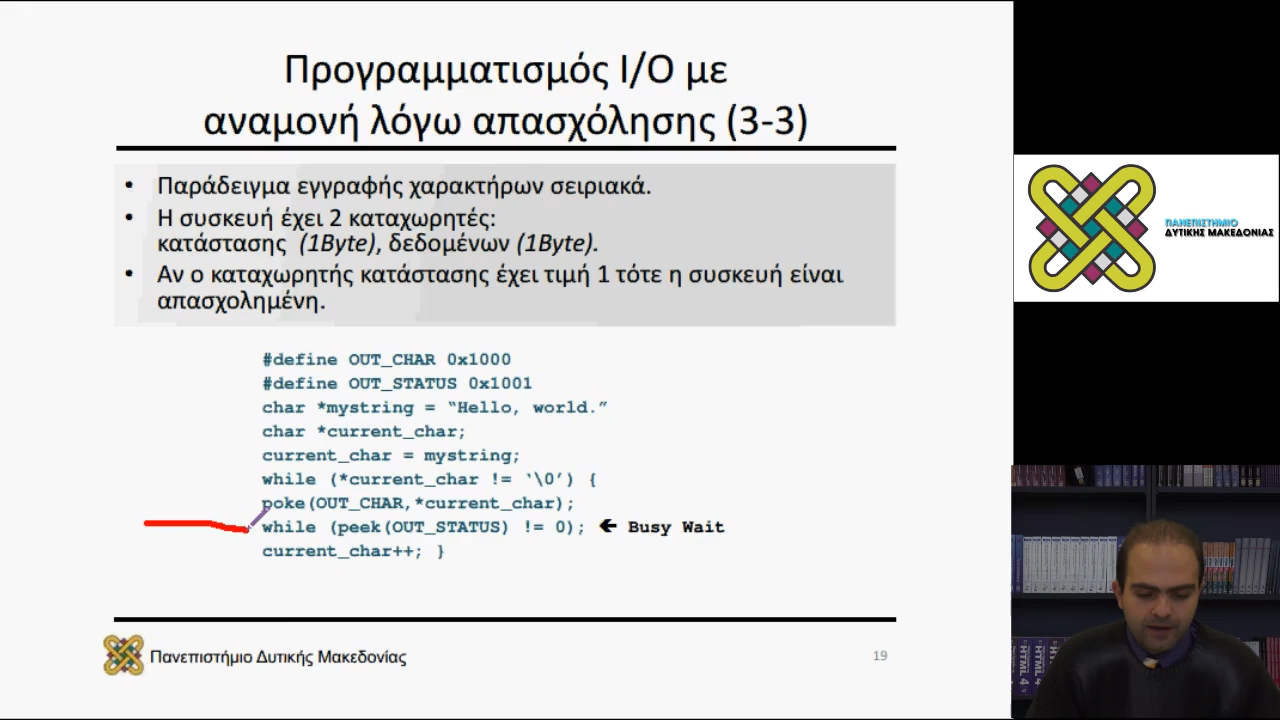 Προγραμματισμός Ι/Ο με
αναμονή λόγω απασχόλησης (3-3)
• Παράδειγμα εγγραφής χαρακτήρων σειριακά.
• Η συσκευή έχει 2 καταχωρητές:
κατάστασης (1Byte), δεδομένων (1Byte).
• Αν ο καταχωρητής κατάστασης έχει τιμή 1 τότε η συσκευή είναι
απασχολημένη.
#define OUT_CHAR 0x1000
#define OUT_STATUS 0x1001
char *mystring = “Hello, world.”
char *current_char;
current_char = mystring;
while (*current_char != ‘\0’) {
poke(OUT_CHAR,*current_char);
while (peek(OUT_STATUS) != 0); 🡰 Busy Wait
current_char++; }
Πανεπιστήμιο Δυτικής Μακεδονίας
19
ΠΑΝΕΠΙΣΤΗΜΙΟ
ΔΥΤΙΚΗΣ ΜΑΚΕΔΟΝΙΑΣ
HTML 4